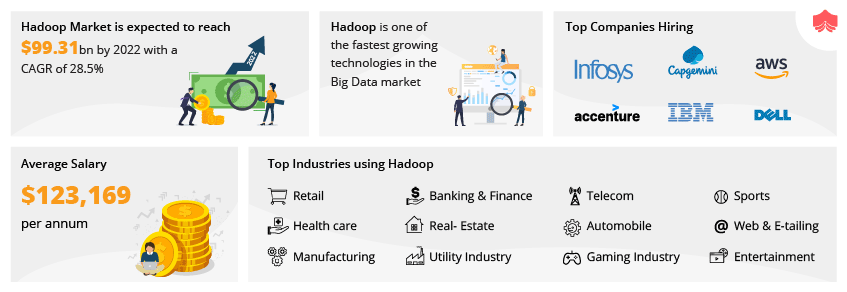 Hadoop Market is expected to reach
$99.31bn by 2022 with a
CAGR of 28.5%
2022
Hadoop is one of
the fastest growing
technologies in the
Big Data market
Top Companies Hiring
Infosys
Capgemini
aws
accenture
IBM
DELL
Average Salary
$123,169
per annum
Top Industries using Hadoop
Retail
Banking & Finance
Telecom
Sports
Health care
Real- Estate
Automobile
Web & E-tailing
Manufacturing
Utility Industry
Gaming Industry
Entertainment